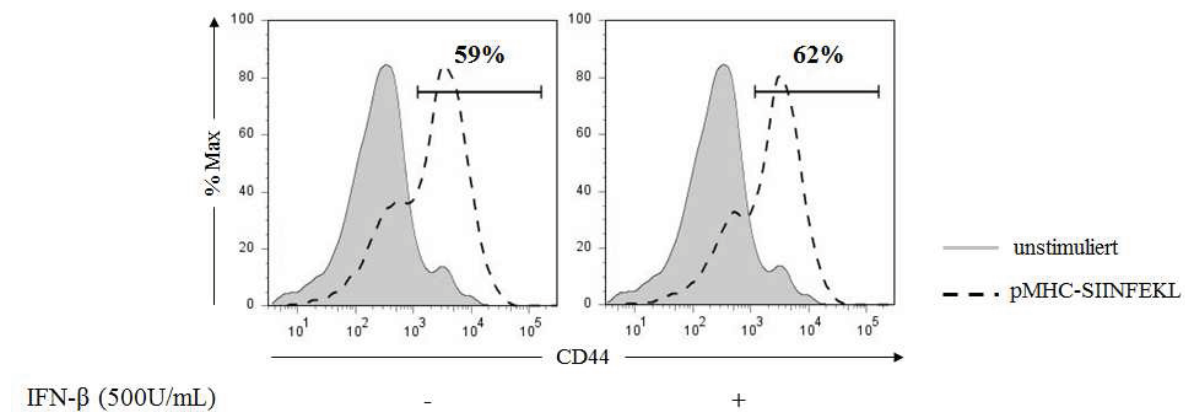 100 100
59% 62%
80 80
60 60
40 40
20 20
0 0
% Max
10¹ 10² 10³ 10⁴ 10⁵ 10¹ 10² 10³ 10⁴ 10⁵
CD44
unstimuliert
pMHC-SIINFEKL
IFN-β (500U/mL) - +